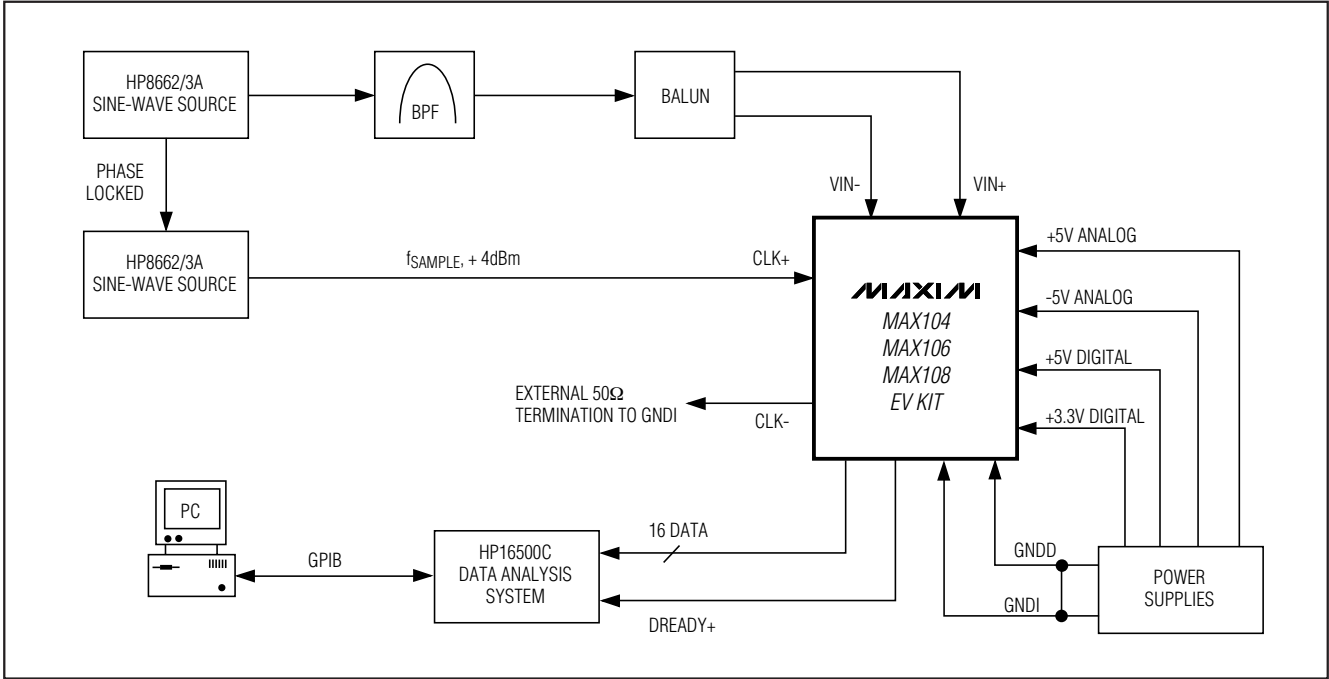 HP8662/3A
SINE-WAVE SOURCE
BPF
BALUN
PHASE
LOCKED
VIN-
VIN+
HP8662/3A
SINE-WAVE SOURCE
fSAMPLE, + 4dBm
CLK+
+5V ANALOG
MAXIM
MAX104
MAX106
MAX108
EV KIT
-5V ANALOG
+5V DIGITAL
+3.3V DIGITAL
EXTERNAL 50Ω
TERMINATION TO GNDI
CLK-
PC
GPIB
HP16500C
DATA ANALYSIS
SYSTEM
16 DATA
DREADY+
GNDD
GNDI
POWER
SUPPLIES